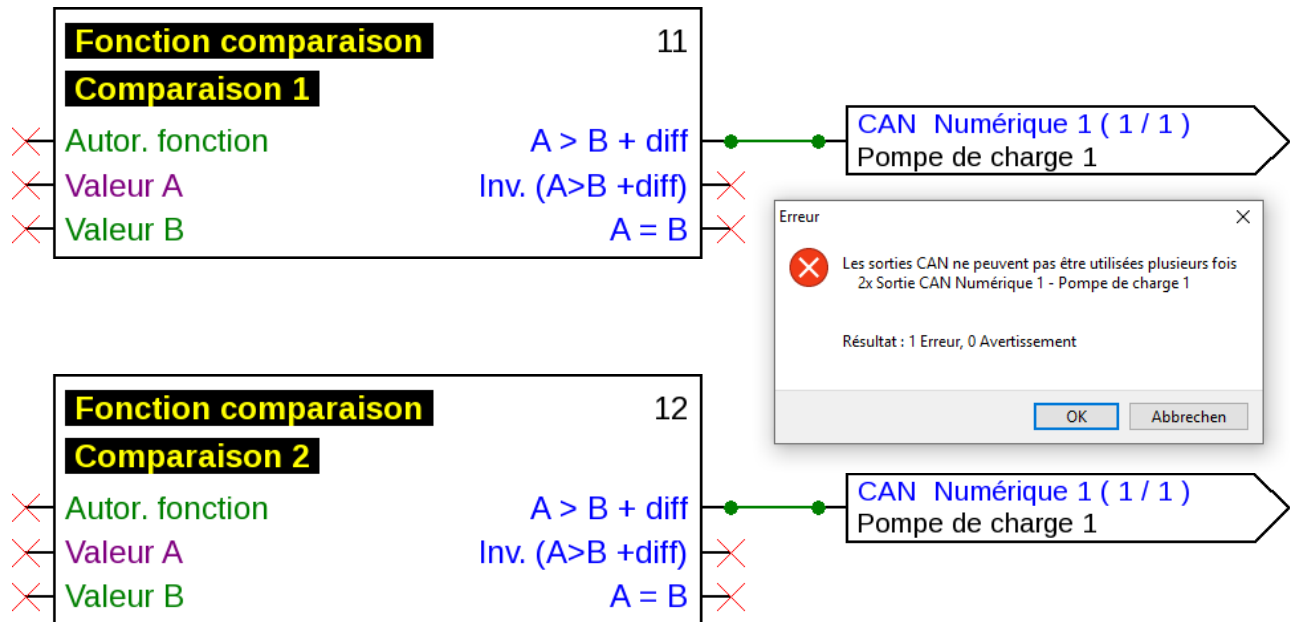 Fonction comparaison 11
Comparaison 1
Autor. fonction A > B + diff
Valeur A Inv. (A>B +diff)
Valeur B A = B
CAN Numérique 1 ( 1 / 1 )
Pompe de charge 1
Erreur
Les sorties CAN ne peuvent pas être utilisées plusieurs fois
2x Sortie CAN Numérique 1 - Pompe de charge 1
Résultat : 1 Erreur, 0 Avertissement
OK Abbrechen
Fonction comparaison 12
Comparaison 2
Autor. fonction A > B + diff
Valeur A Inv. (A>B +diff)
Valeur B A = B
CAN Numérique 1 ( 1 / 1 )
Pompe de charge 1